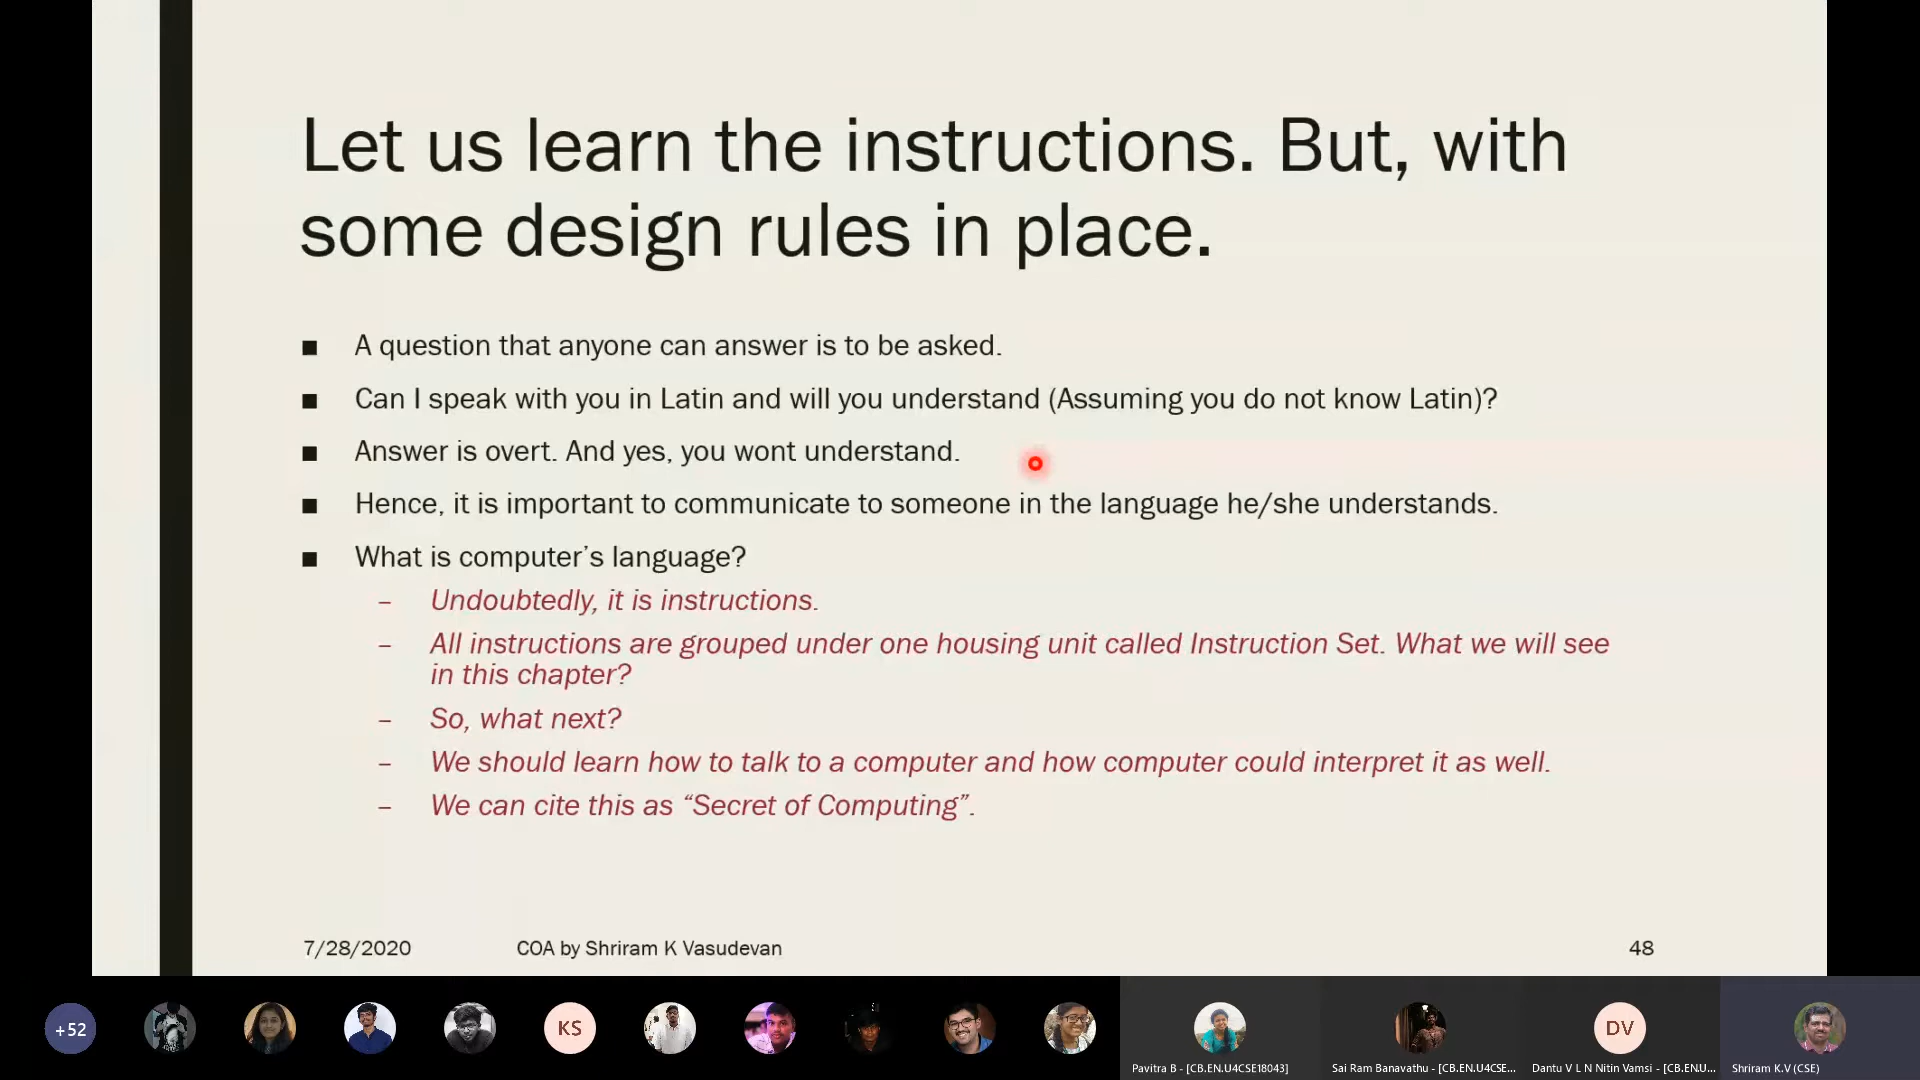 Let us learn the instructions. But, with
some design rules in place.
■ A question that anyone can answer is to be asked.
■ Can I speak with you in Latin and will you understand (Assuming you do not know Latin)?
■ Answer is overt. And yes, you wont understand.
■ Hence, it is important to communicate to someone in the language he/she understands.
■ What is computer’s language?
– Undoubtedly, it is instructions.
– All instructions are grouped under one housing unit called Instruction Set. What we will see
in this chapter?
– So, what next?
– We should learn how to talk to a computer and how computer could interpret it as well.
– We can cite this as “Secret of Computing”.
7/28/2020 COA by Shriram K Vasudevan 48
+52 KS DV
Pavitra B - [CB.EN.U4CSE18043] Sai Ram Banavathu - [CB.EN.U4CSE... Dantu V L N Nitin Vamsi - [CB.EN.U... Shriram K.V (CSE)